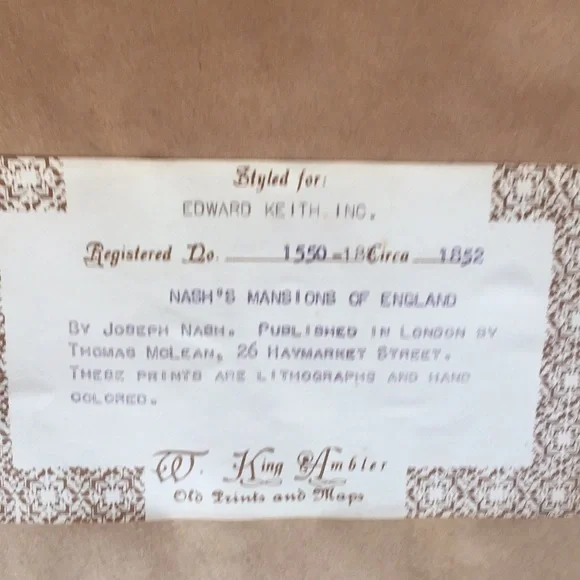 Styled for:
EDWARD KEITH INC.
Registered No. 1550-18 Circa 1852
NASH'S MANSIONS OF ENGLAND
BY JOSEPH NASH. PUBLISHED IN LONDON BY
THOMAS MCLEAN, 26 HAYMARKET STREET.
THESE PRINTS ARE LITHOGRAPHS AND HAND
COLORED.
W. King Ambler
Old Prints and Maps